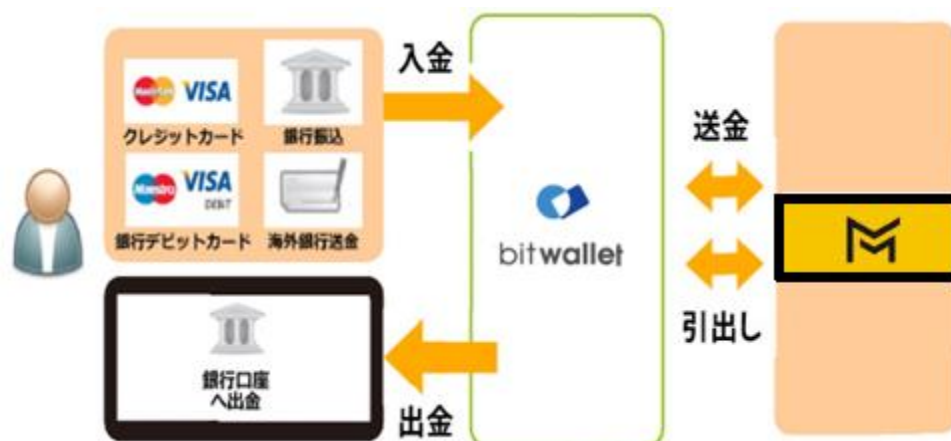 入金
MasterCard VISA
クレジットカード
銀行振込
Maestro VISA
DEBIT
銀行デビットカード
海外銀行送金
bitwallet
送金
引出し
銀行口座
へ出金
出金